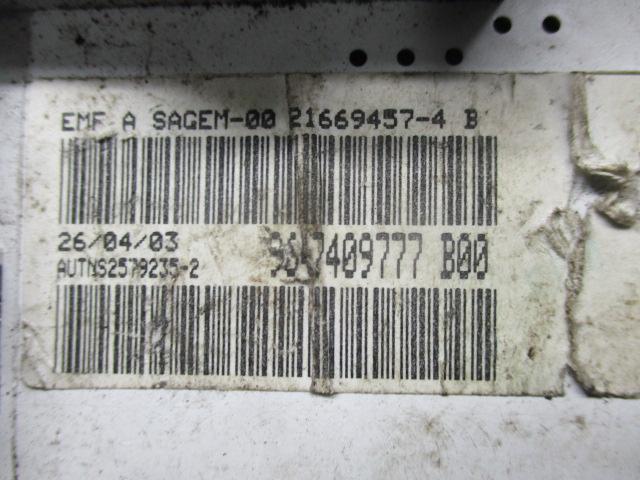 EMF A SAGEM-00 21669457-4 B
26/04/03
B00
AUTNS2579235-2